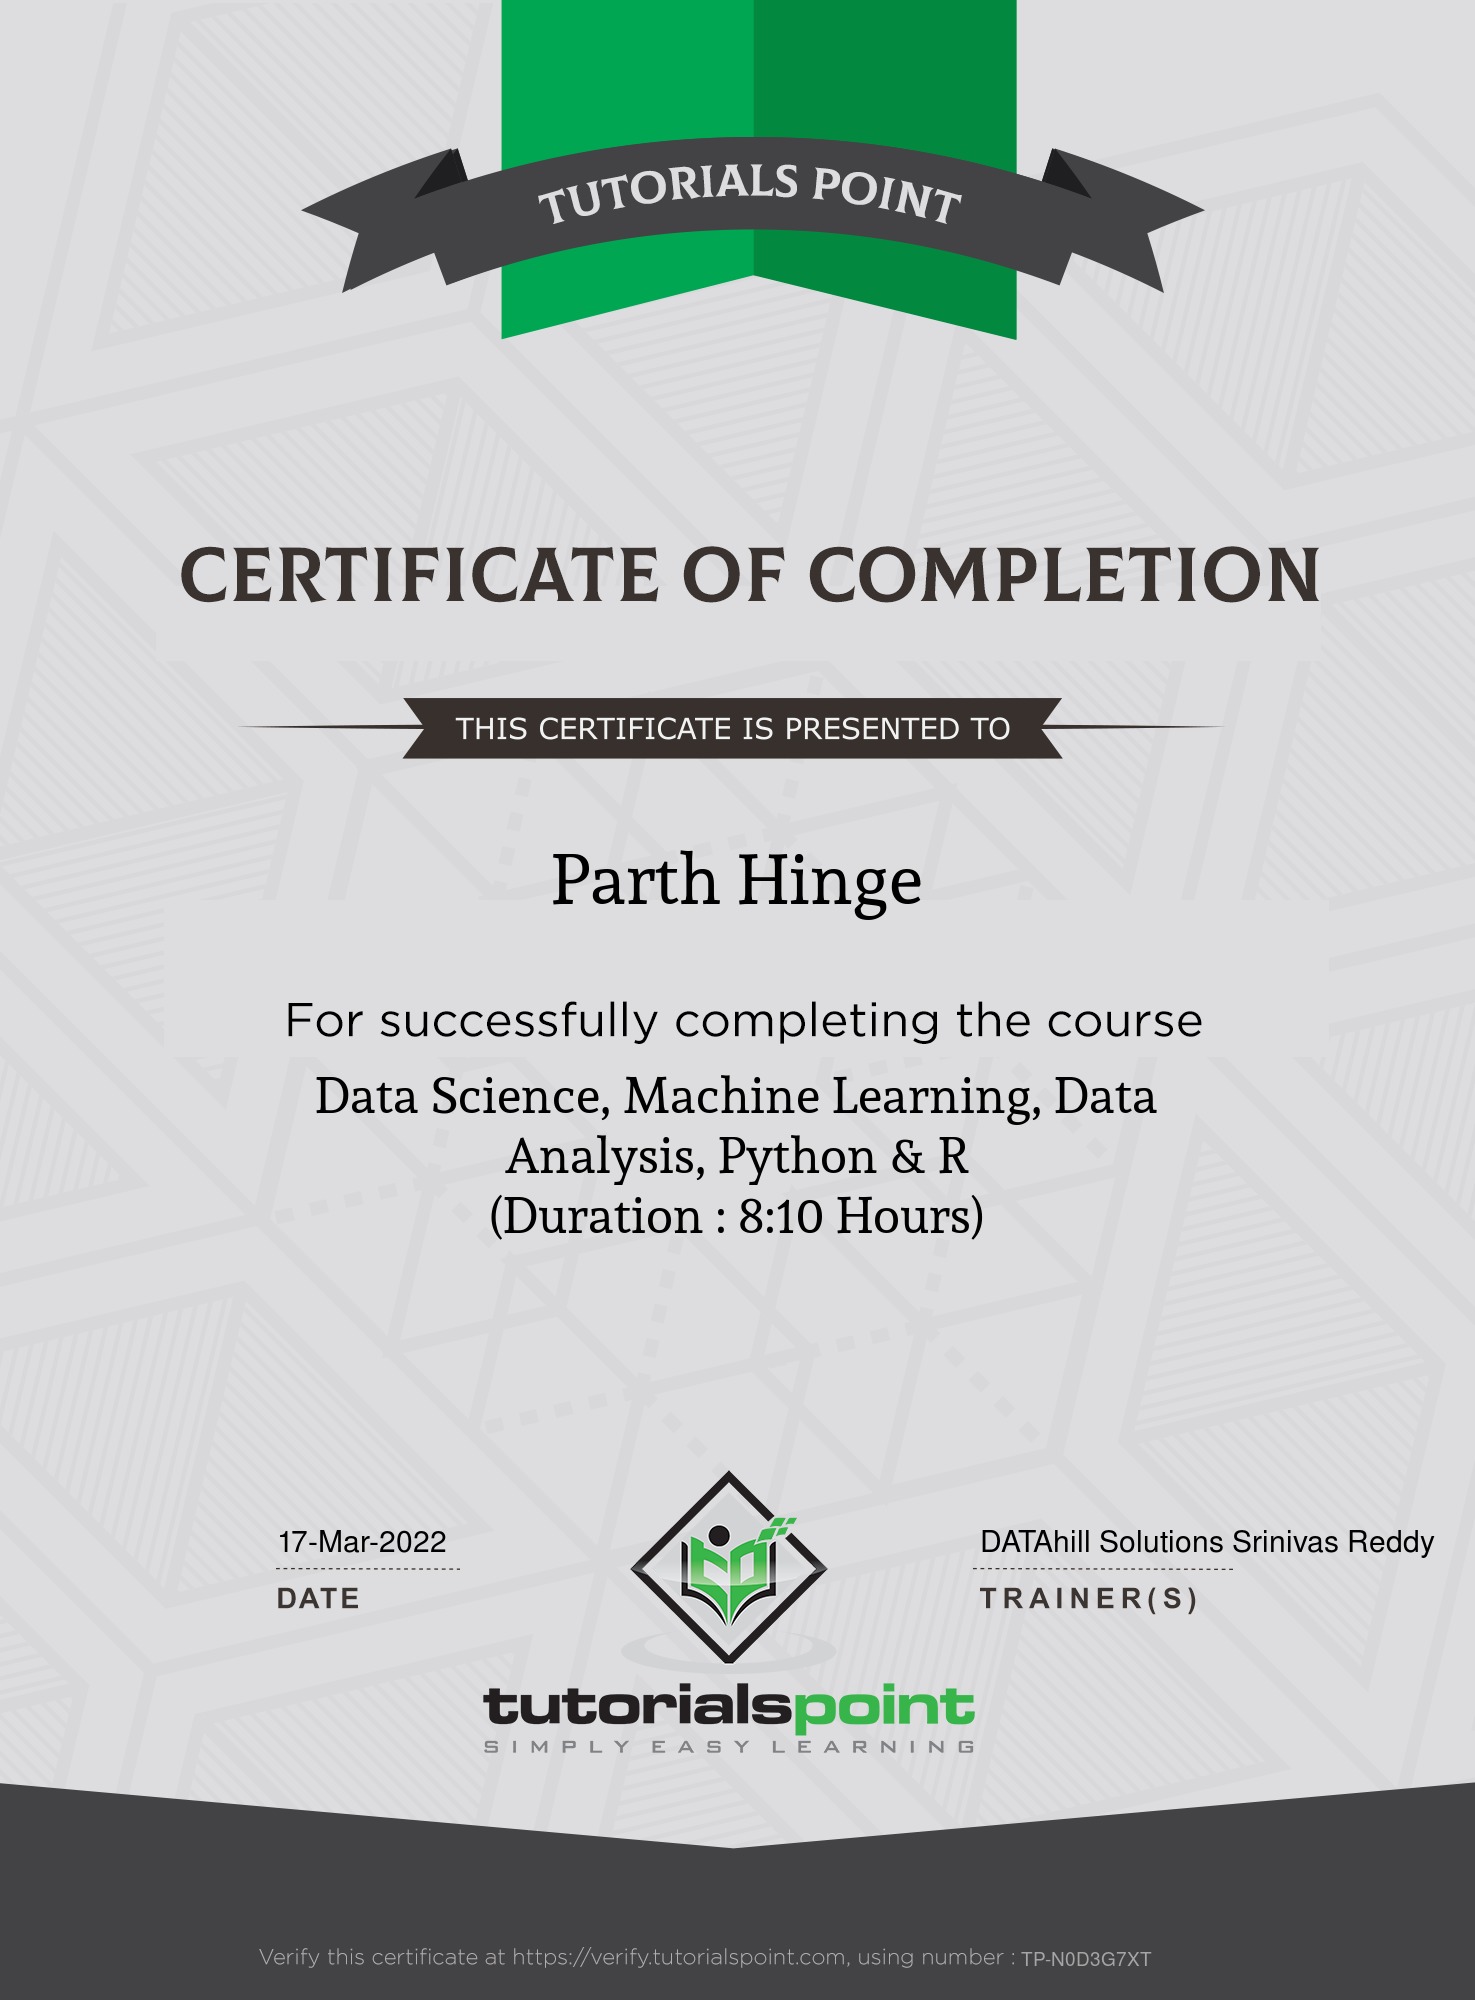 TUTORIALS POINT
CERTIFICATE OF COMPLETION
THIS CERTIFICATE IS PRESENTED TO
Parth Hinge
For successfully completing the course
Data Science, Machine Learning, Data
Analysis, Python & R
(Duration : 8:10 Hours)
17-Mar-2022
DATE
DATAhill Solutions Srinivas Reddy
TRAINER(S)
tutorialspoint
SIMPLY EASY LEARNING
Verify this certificate at https://verify.tutorialspoint.com, using number : TP-N0D3G7XT